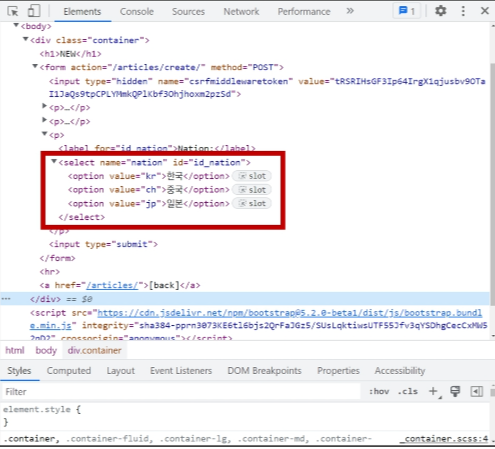 Elements Console Sources Network Performance » 1
<body>
<div class="container">
<h1>NEW</h1>
<form action="/articles/create/" method="POST">
<input type="hidden" name="csrfmiddlewaretoken" value="tRSRIHsGF3Ip64IrgX1qjusbv9OTa
I1JaQs9tpCPLYMmkQPlKbf3Ohjhoxm2pzSd">
<p>…</p>
<p>…</p>
<p>
<label for="id_nation">Nation:</label>
<select name="nation" id="id_nation">
<option value="kr">한국</option> slot
<option value="ch">중국</option> slot
<option value="jp">일본</option> slot
</select>
</p>
<input type="submit">
</form>
<hr>
<a href="/articles/">[back]</a>
… </div> == $0
<script src="https://cdn.jsdelivr.net/npm/bootstrap@5.2.0-beta1/dist/js/bootstrap.bundl
e.min.js" integrity="sha384-pprn3073KE6tl6bjs2QrFaJGz5/SUsLqktiwsUTF55Jfv3qYSDhgCecCxMW5
2nD2" crossorigin="anonymous"></script>
html body div.container
Styles Computed Layout Event Listeners DOM Breakpoints Properties Accessibility
Filter :hov .cls +
element.style {
}
.container, .container-fluid, .container-lg, .container-md, .container- _container.scss:4